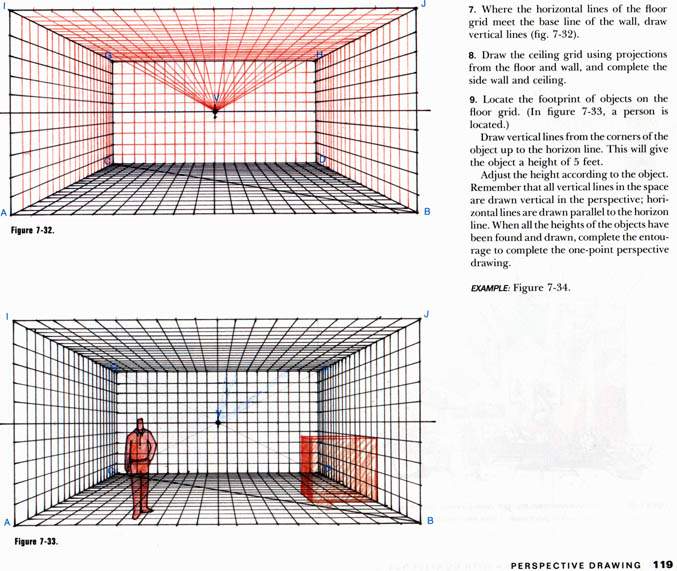 I
J
G
H
V
C
D
A
B
Figure 7-32.
7. Where the horizontal lines of the floor
grid meet the base line of the wall, draw
vertical lines (fig. 7-32).
8. Draw the ceiling grid using projections
from the floor and wall, and complete the
side wall and ceiling.
9. Locate the footprint of objects on the
floor grid. (In figure 7-33, a person is
located.)
Draw vertical lines from the corners of the
object up to the horizon line. This will give
the object a height of 5 feet.
Adjust the height according to the object.
Remember that all vertical lines in the space
are drawn vertical in the perspective; hori-
zontal lines are drawn parallel to the horizon
line. When all the heights of the objects have
been found and drawn, complete the entou-
rage to complete the one-point perspective
drawing.
EXAMPLE: Figure 7-34.
I
J
V
A
B
Figure 7-33.
PERSPECTIVE DRAWING 119